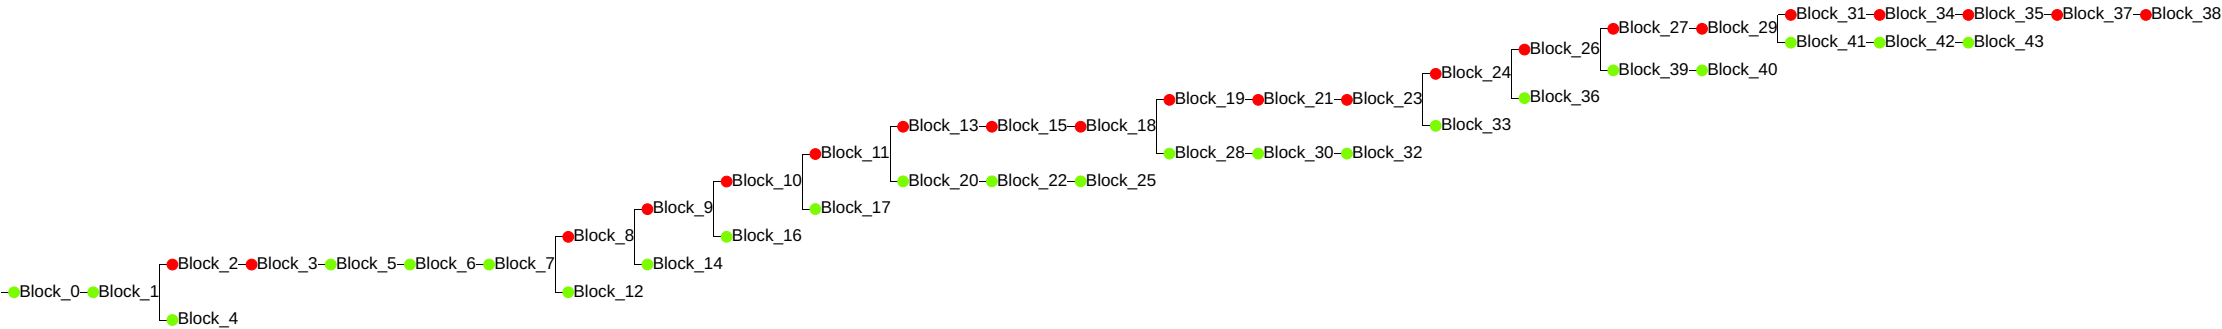 Block_31 Block_34 Block_35 Block_37 Block_38
Block_27 Block_29
Block_41 Block_42 Block_43
Block_26
Block_39 Block_40
Block_24
Block_36
Block_19 Block_21 Block_23
Block_13 Block_15 Block_18
Block_33
Block_11
Block_28 Block_30 Block_32
Block_10
Block_20 Block_22 Block_25
Block_9
Block_17
Block_8
Block_16
Block_2 Block_3 Block_5 Block_6 Block_7
Block_14
Block_0 Block_1
Block_12
Block_4